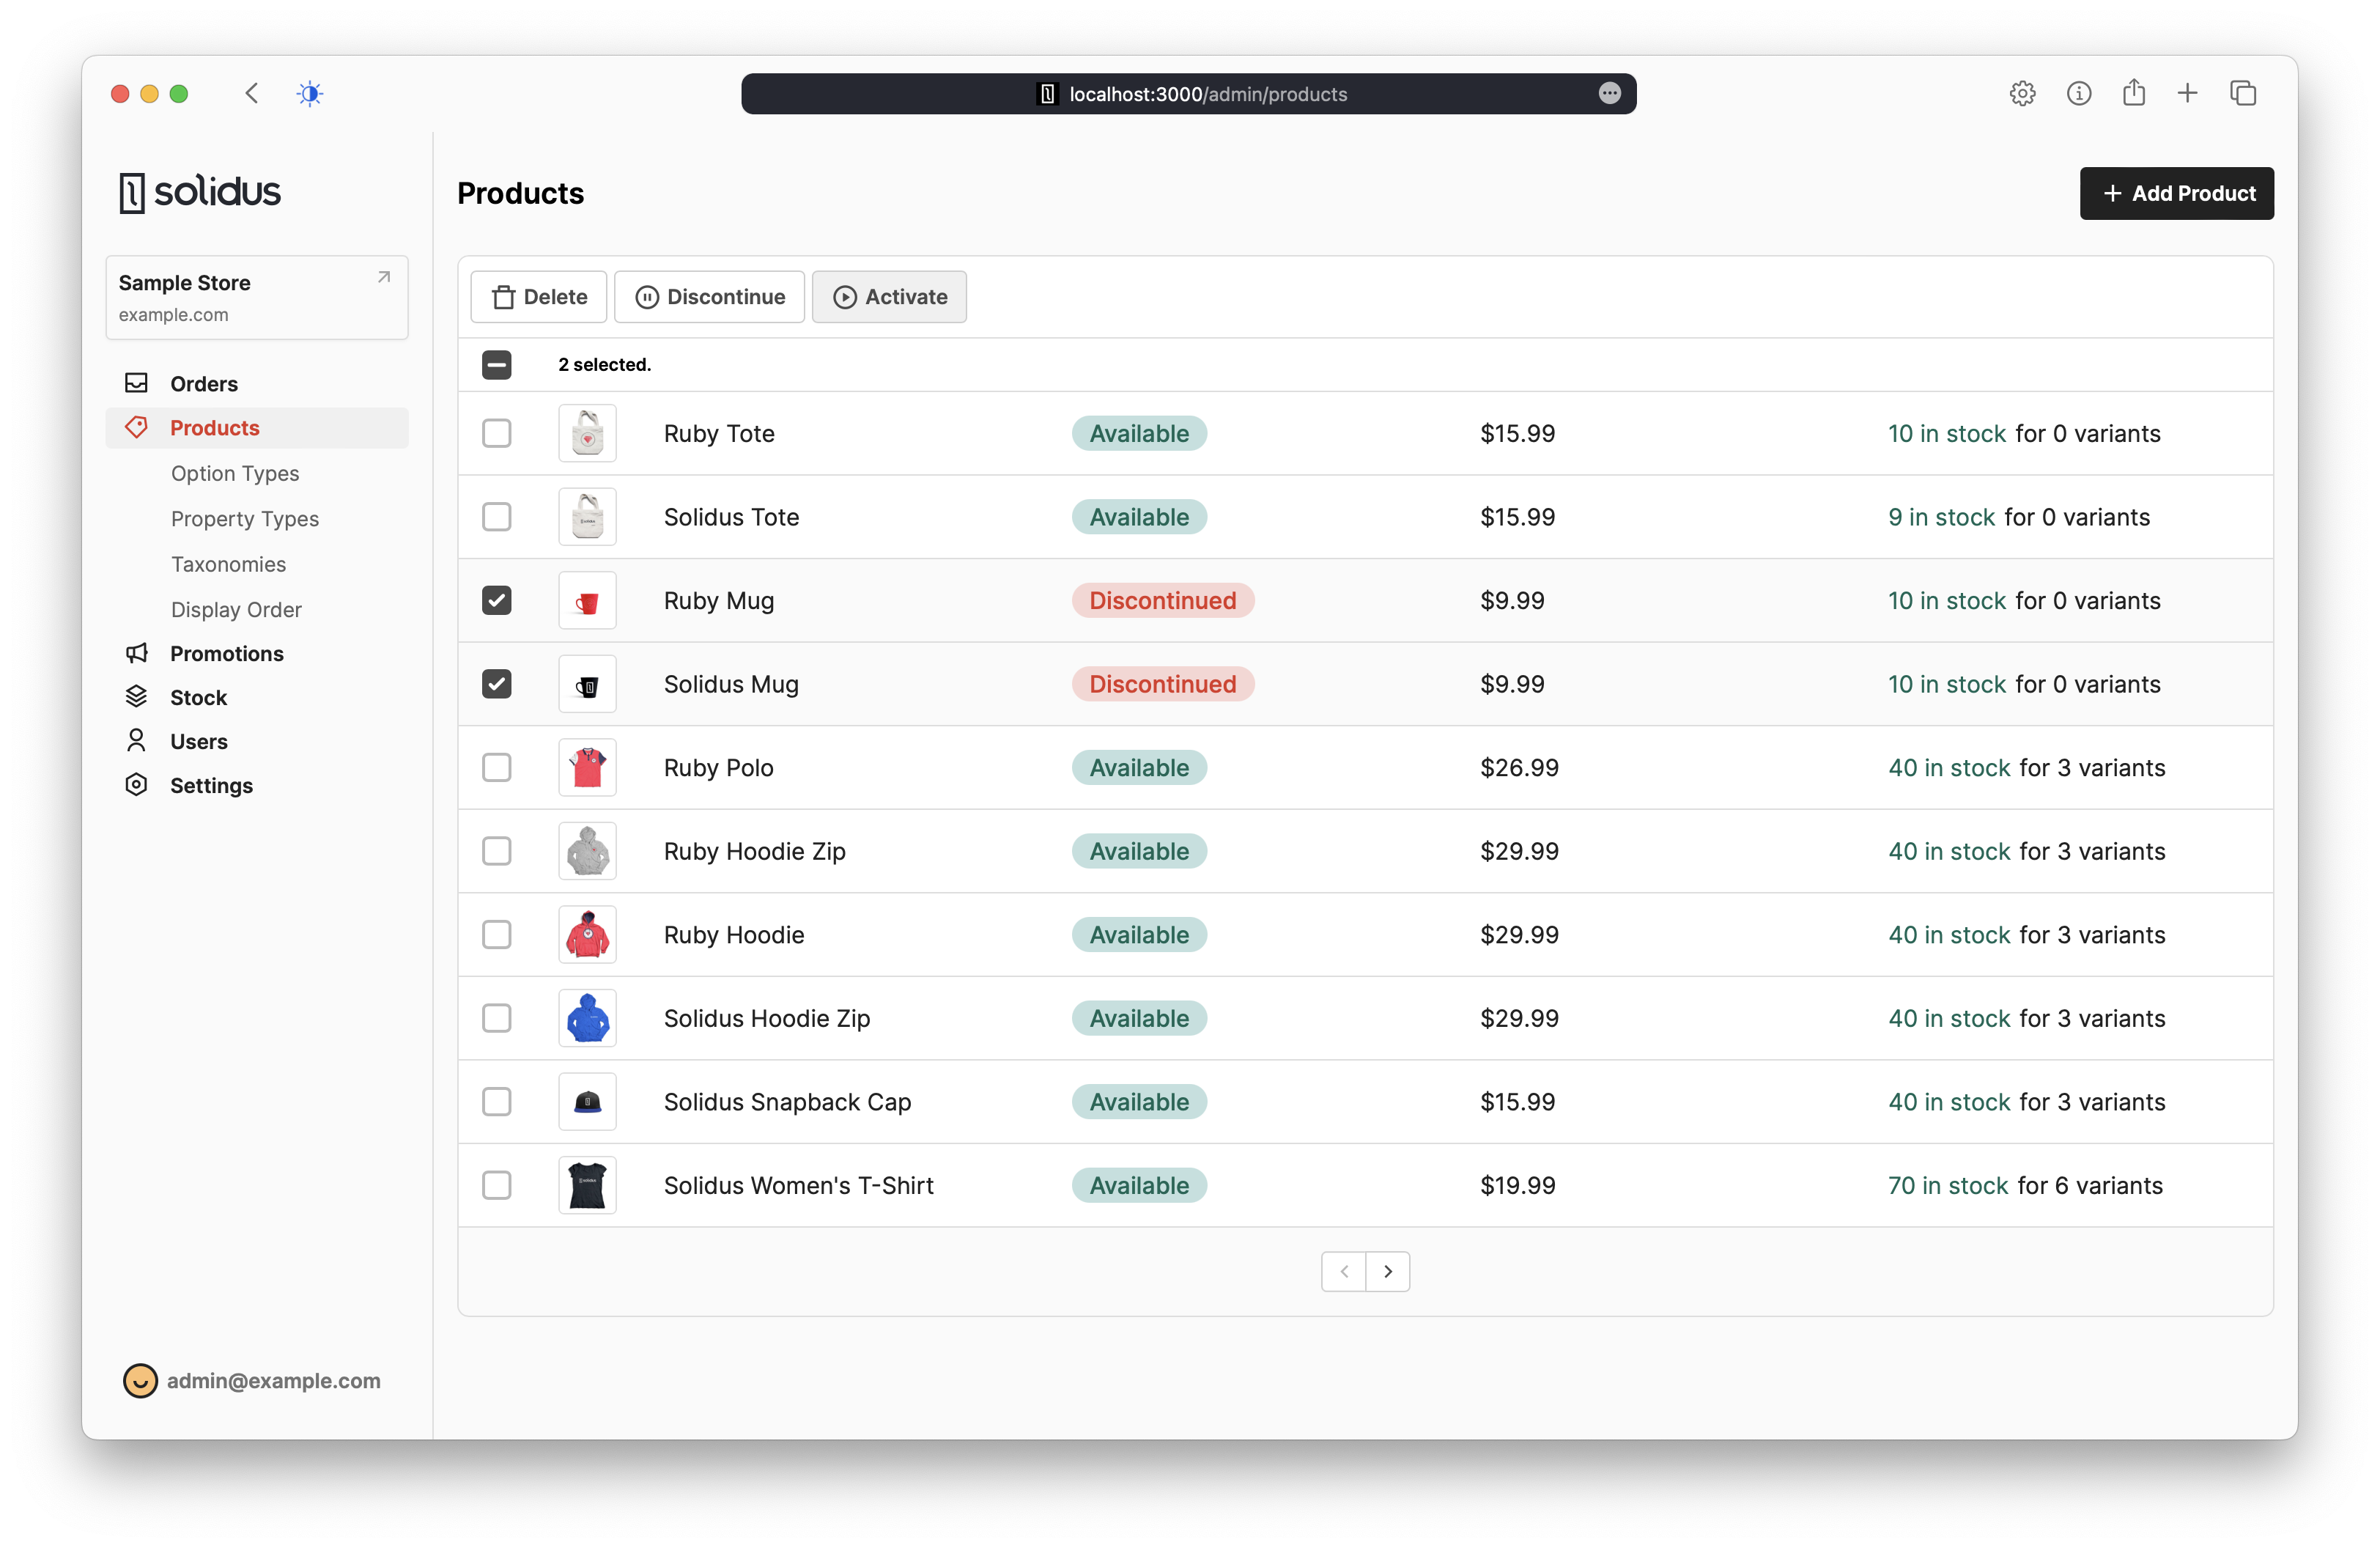 localhost:3000/admin/products
solidus
Sample Store
example.com
Orders
Products
Option Types
Property Types
Taxonomies
Display Order
Promotions
Stock
Users
Settings
admin@example.com
Products
Add Product
Delete
Discontinue
Activate
2 selected.
Ruby Tote Available $15.99 10 in stock for 0 variants
Solidus Tote Available $15.99 9 in stock for 0 variants
Ruby Mug Discontinued $9.99 10 in stock for 0 variants
Solidus Mug Discontinued $9.99 10 in stock for 0 variants
Ruby Polo Available $26.99 40 in stock for 3 variants
Ruby Hoodie Zip Available $29.99 40 in stock for 3 variants
Ruby Hoodie Available $29.99 40 in stock for 3 variants
Solidus Hoodie Zip Available $29.99 40 in stock for 3 variants
Solidus Snapback Cap Available $15.99 40 in stock for 3 variants
Solidus Women's T-Shirt Available $19.99 70 in stock for 6 variants